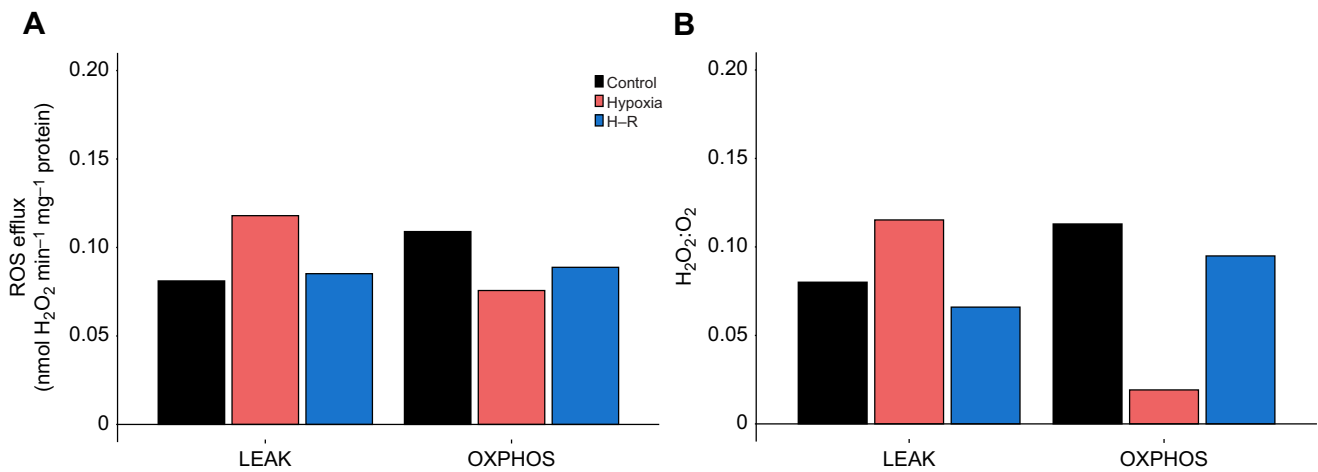 A
ROS efflux
(nmol H₂O₂ min⁻¹ mg⁻¹ protein)
0.20
0.15
0.10
0.05
0
Control
Hypoxia
H–R
LEAK OXPHOS
B
H₂O₂:O₂
0.20
0.15
0.10
0.05
0
LEAK OXPHOS